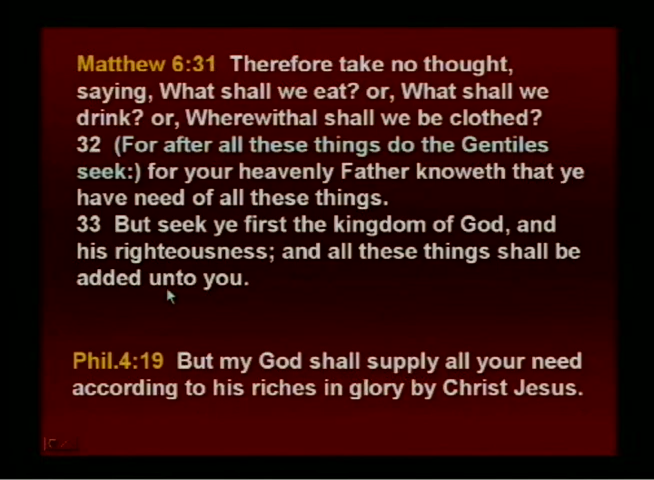 Matthew 6:31 Therefore take no thought,
saying, What shall we eat? or, What shall we
drink? or, Wherewithal shall we be clothed?
32 (For after all these things do the Gentiles
seek:) for your heavenly Father knoweth that ye
have need of all these things.
33 But seek ye first the kingdom of God, and
his righteousness; and all these things shall be
added unto you.
Phil.4:19 But my God shall supply all your need
according to his riches in glory by Christ Jesus.